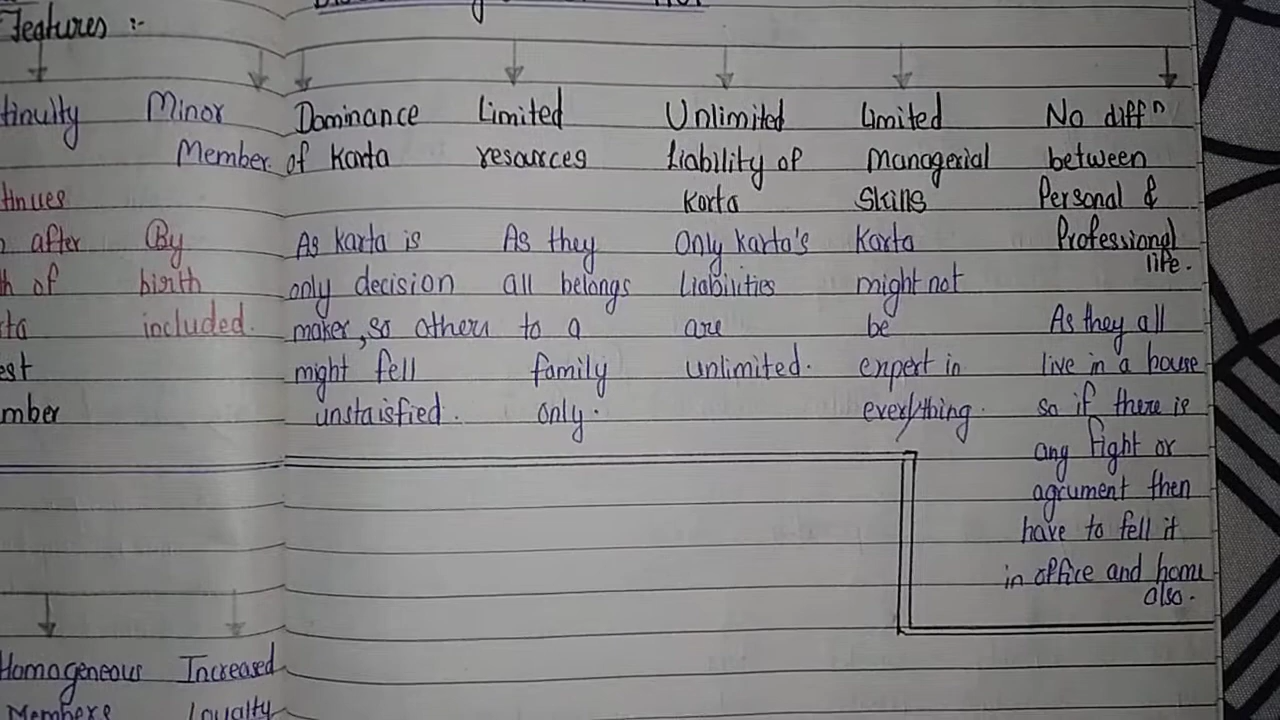 Features :-
HUF
tinuity
tinues
after
h of
est
mber
Minor
Member
By
birth
included.
Dominance
of Karta
As karta is
only decision
maker, so others
might fell
unstaisfied.
Limited
resources
As they
all belongs
to a
family
only.
Unlimited
liability of
Karta
Only karta's
Liabilities
are
unlimited.
Limited
Managerial
Skills
Karta
might not
be
expert in
everything.
No diffⁿ
between
Personal &
Professional
life.
As they all
live in a house
so if there is
any fight or
agrument then
have to fell it
in office and home
also.
Homogeneous
Members
Increased
Loyalty